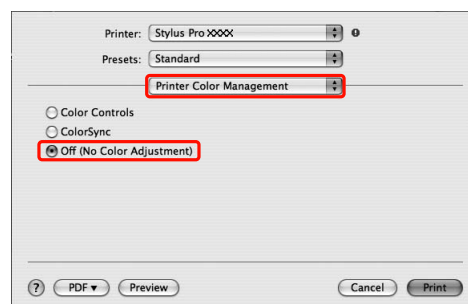 Printer: Stylus Pro XXXX
Presets: Standard
Printer Color Management
Color Controls
ColorSync
Off (No Color Adjustment)
? PDF ▼ Preview Cancel Print